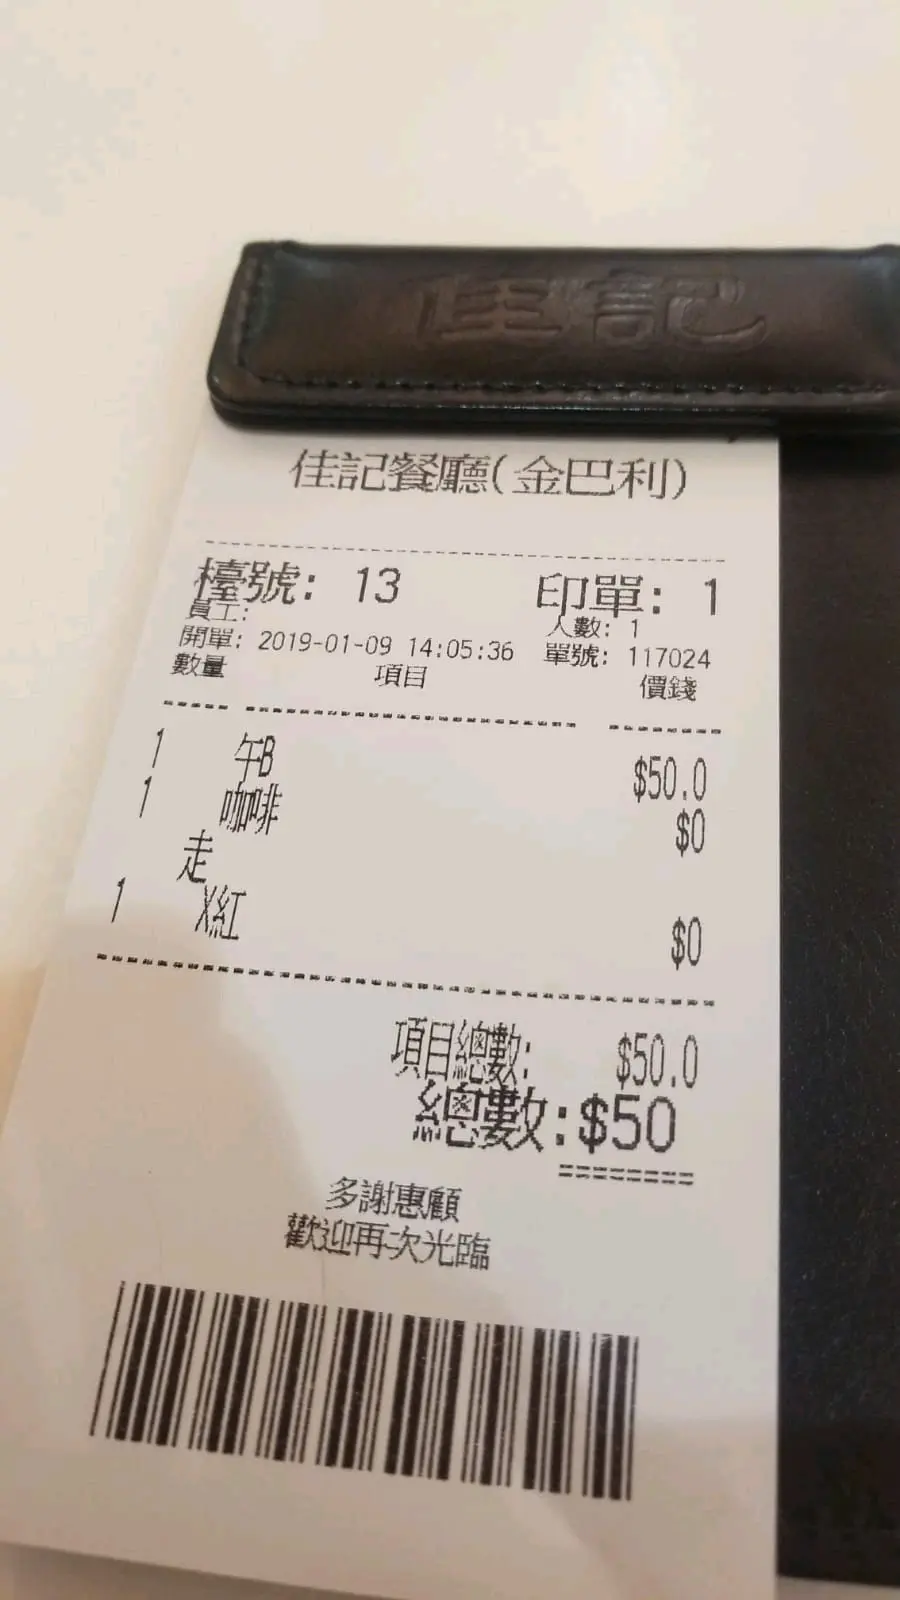 佳記
佳記餐廳(金巴利)
檯號: 13 印單: 1
員工: 人數: 1
開單: 2019-01-09 14:05:36 單號: 117024
數量 項目 價錢
1 午B $50.0
1 咖啡 $0
走
1 X紅 $0
項目總數: $50.0
總數:$50
多謝惠顧
歡迎再次光臨